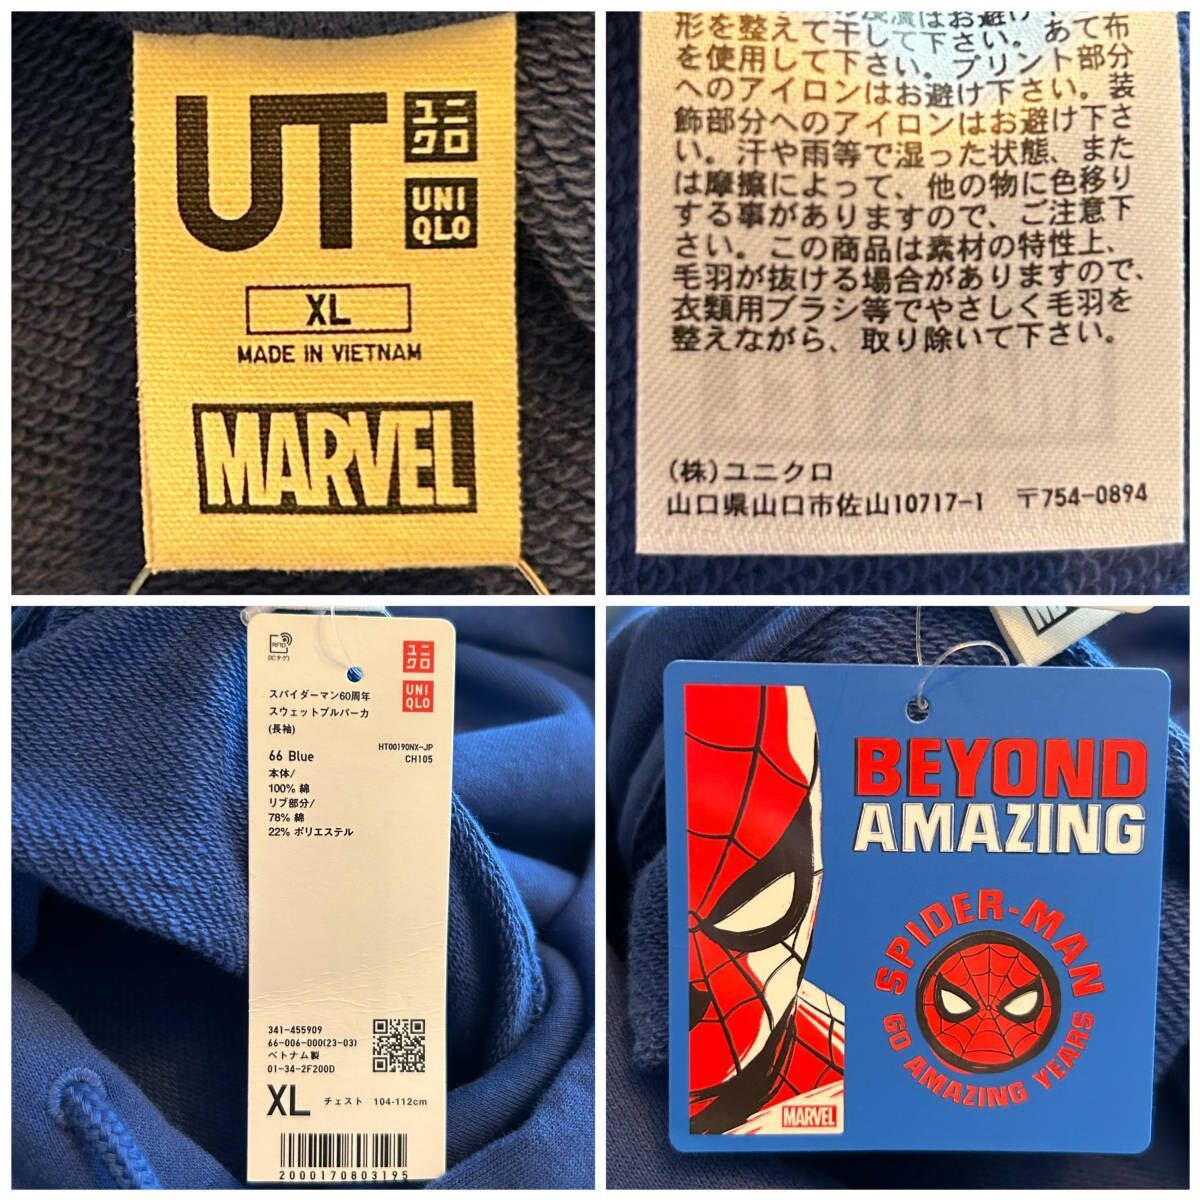 UT
ユニ
クロ
UNI
QLO
XL
MADE IN VIETNAM
MARVEL
はお避け
形を整えて干して下さい。あて布
を使用して下さい。プリント部分
へのアイロンはお避け下さい。装
飾部分へのアイロンはお避け下さ
い。汗や雨等で湿った状態、また
は摩擦によって、他の物に色移り
する事がありますので、ご注意下
さい。この商品は素材の特性上、
毛羽が抜ける場合がありますので、
衣類用ブラシ等でやさしく毛羽を
整えながら、取り除いて下さい。
(株)ユニクロ
山口県山口市佐山10717-1 〒754-0894
RFID
(ICタグ)
ユニ
クロ
UNI
QLO
スパイダーマン60周年
スウェットプルパーカ
(長袖)
HT00190NX-JP
66 Blue CH105
本体/
100% 綿
リブ部分/
78% 綿
22% ポリエステル
341-455909
66-006-000(23-03)
ベトナム製
01-34-2F200D
XL チェスト 104-112cm
2000170803195
BEYOND
AMAZING
SPIDER-MAN
60 AMAZING YEARS
MARVEL